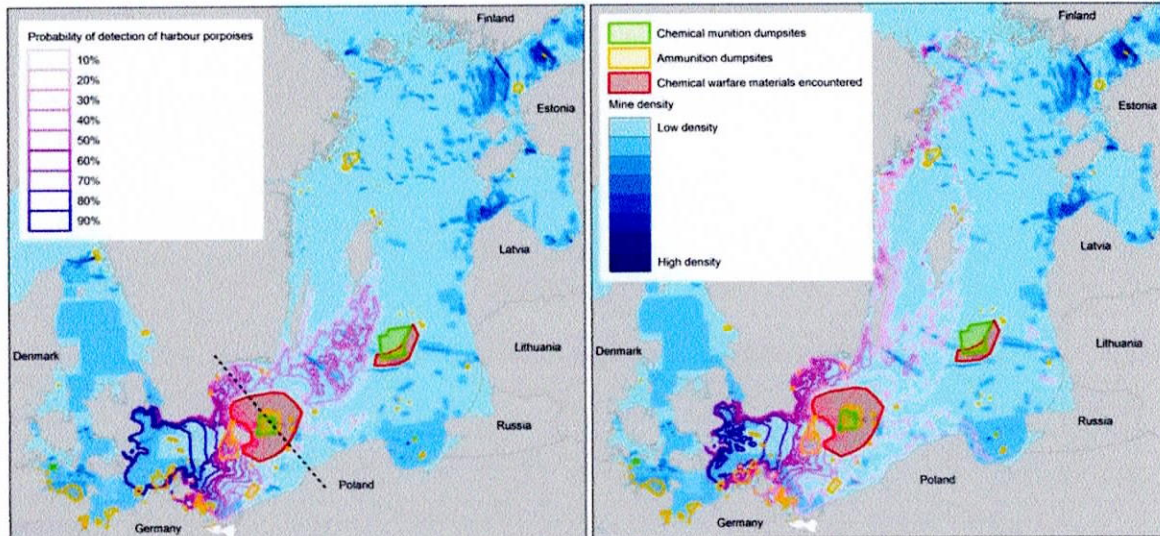 Probability of detection of harbour porpoises
10%
20%
30%
40%
50%
60%
70%
80%
90%
Finland
Estonia
Latvia
Lithuania
Russia
Poland
Germany
Denmark
Chemical munition dumpsites
Ammunition dumpsites
Chemical warfare materials encountered
Mine density
Low density
High density
Finland
Estonia
Latvia
Lithuania
Russia
Poland
Germany
Denmark